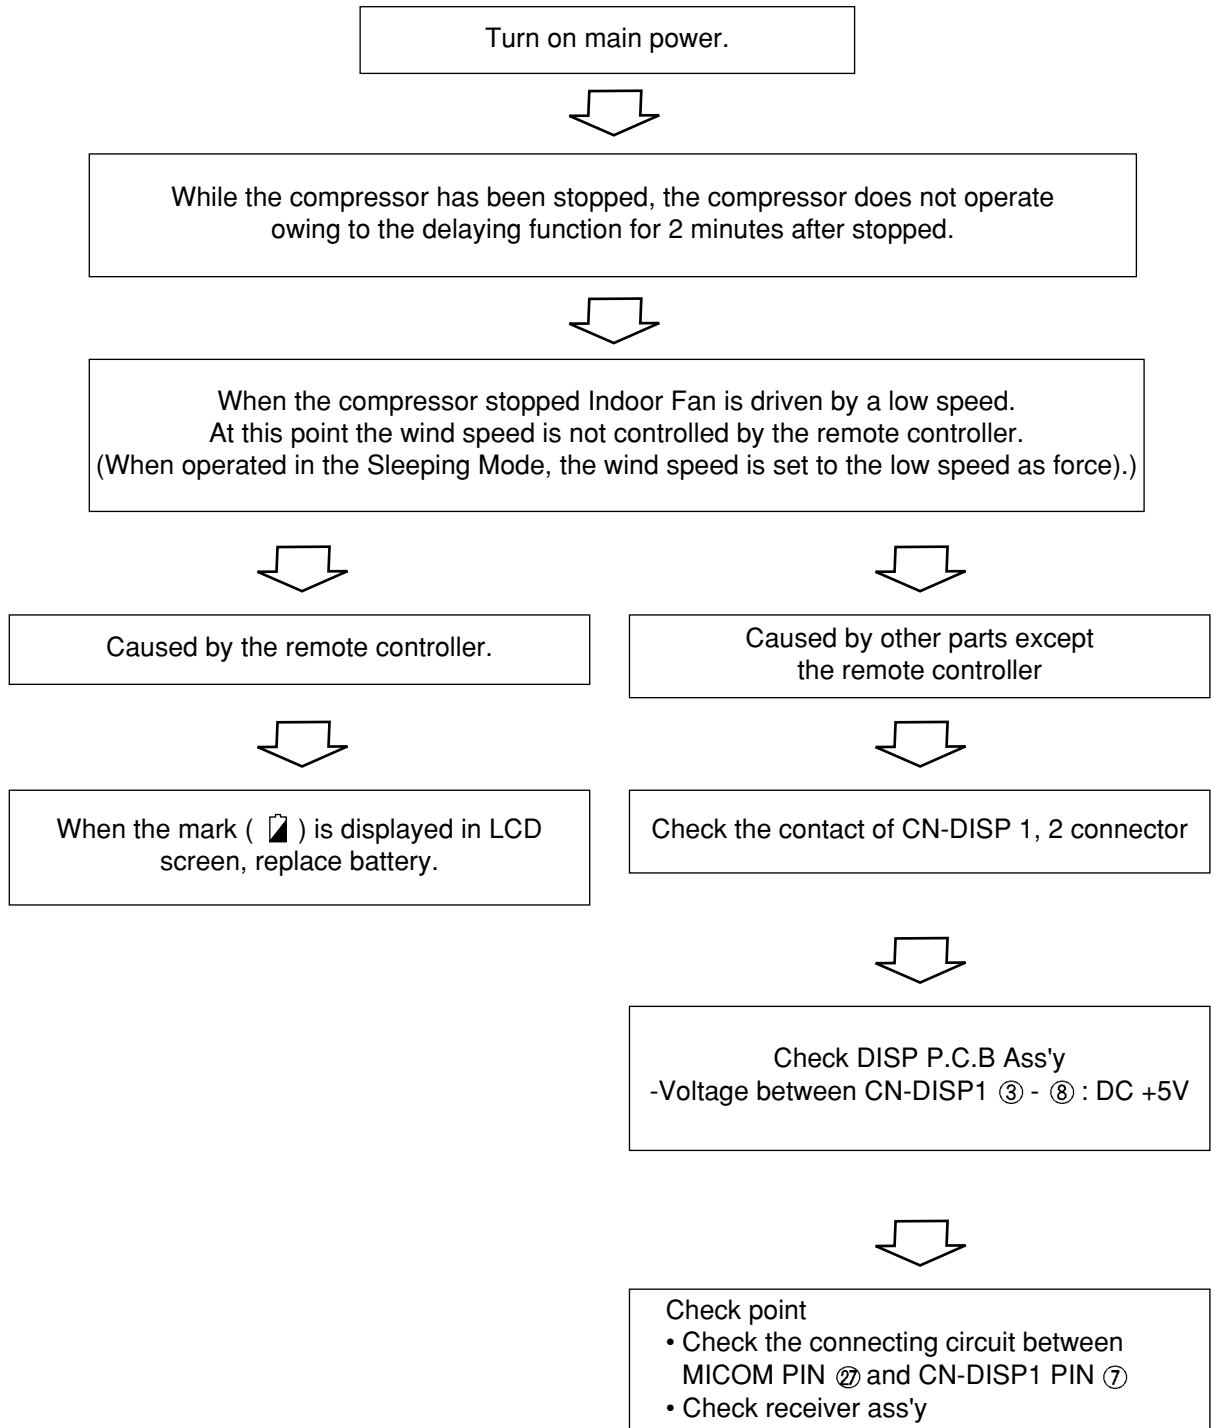 Turn on main power.
While the compressor has been stopped, the compressor does not operate
owing to the delaying function for 2 minutes after stopped.
When the compressor stopped Indoor Fan is driven by a low speed.
At this point the wind speed is not controlled by the remote controller.
(When operated in the Sleeping Mode, the wind speed is set to the low speed as force).)
Caused by the remote controller.
Caused by other parts except
the remote controller
When the mark ( ) is displayed in LCD
screen, replace battery.
Check the contact of CN-DISP 1, 2 connector
Check DISP P.C.B Ass'y
-Voltage between CN-DISP1 ③ - ⑧ : DC +5V
Check point
• Check the connecting circuit between
MICOM PIN ㉗ and CN-DISP1 PIN ⑦
• Check receiver ass'y